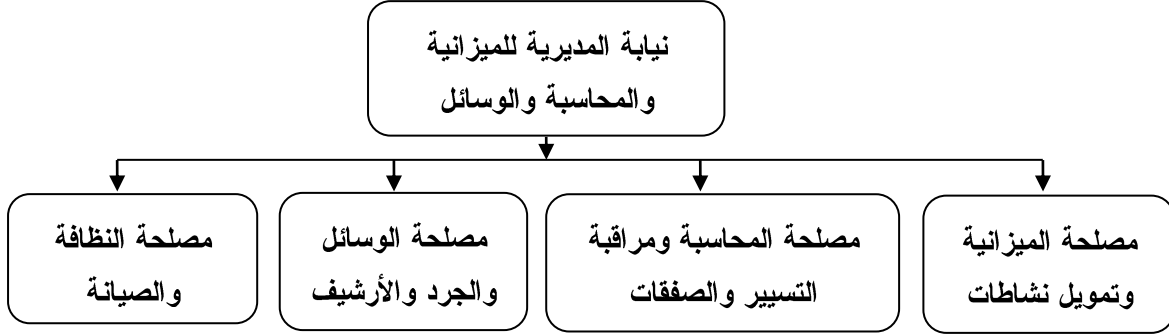 نيابة المديرية للميزانية
والمحاسبة والوسائل
مصلحة الميزانية
وتمويل نشاطات
مصلحة المحاسبة ومراقبة
التسيير والصفقات
مصلحة الوسائل
والجرد والأرشيف
مصلحة النظافة
والصيانة